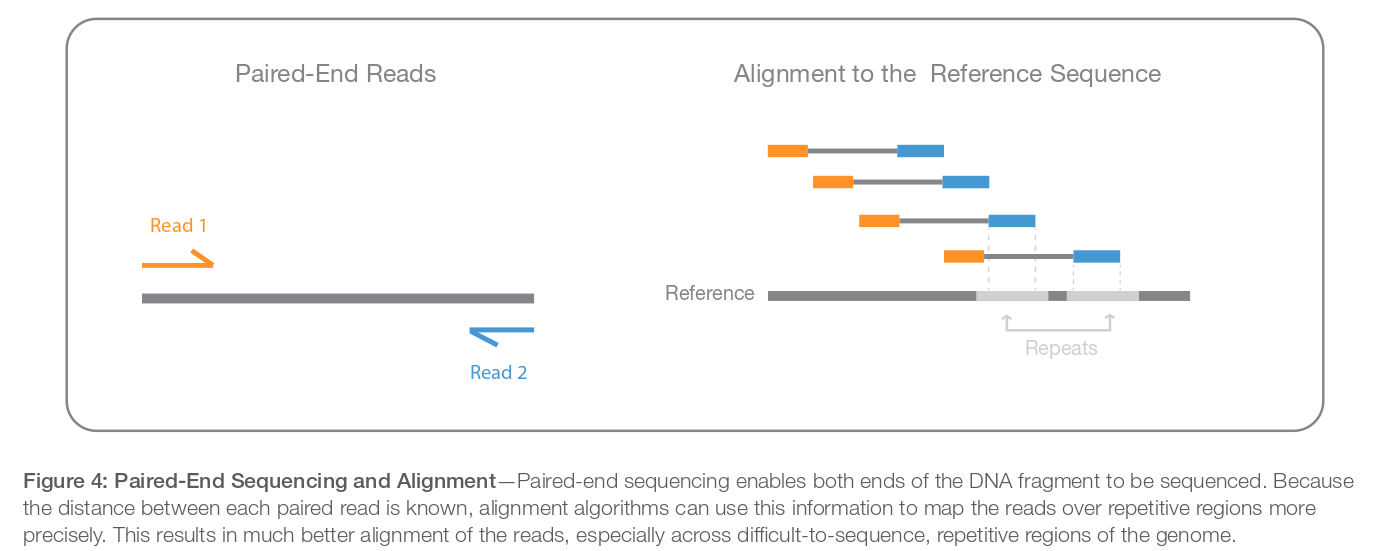 Paired-End Reads
Alignment to the Reference Sequence
Read 1
Read 2
Reference
Repeats
Figure 4: Paired-End Sequencing and Alignment—Paired-end sequencing enables both ends of the DNA fragment to be sequenced. Because
the distance between each paired read is known, alignment algorithms can use this information to map the reads over repetitive regions more
precisely. This results in much better alignment of the reads, especially across difficult-to-sequence, repetitive regions of the genome.